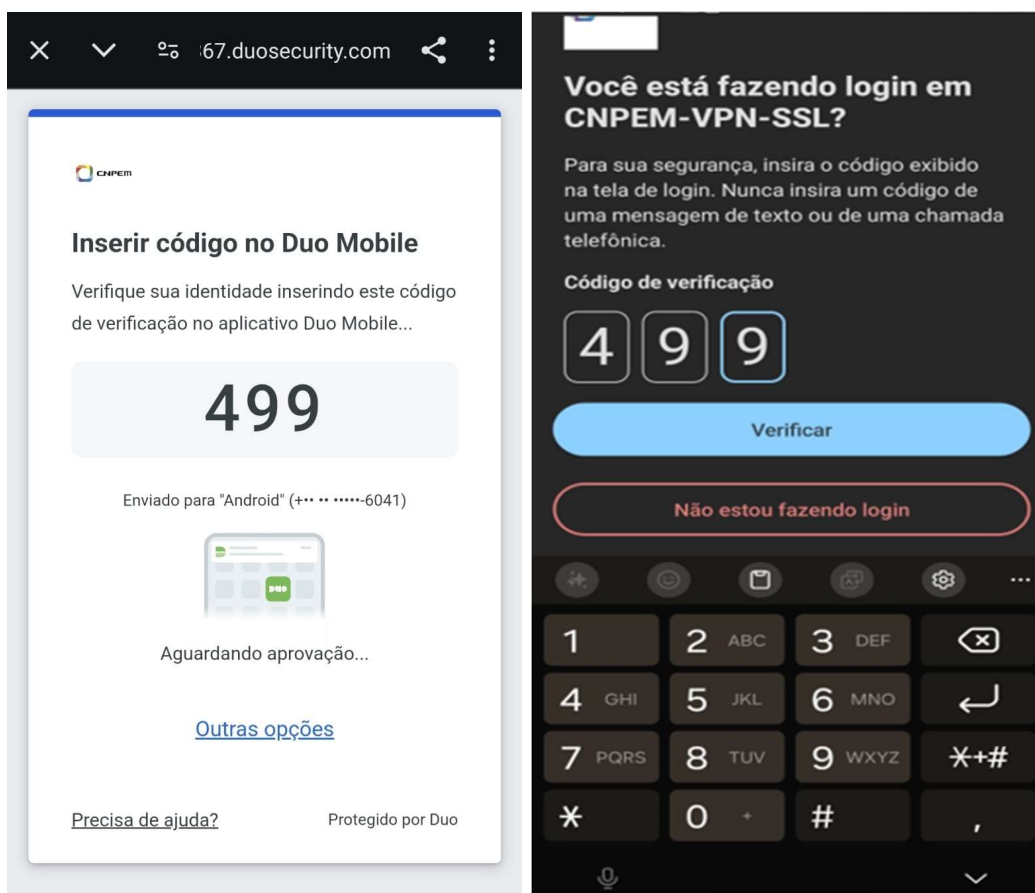 :67.duosecurity.com
CNPEM
Inserir código no Duo Mobile
Verifique sua identidade inserindo este código
de verificação no aplicativo Duo Mobile...
499
Enviado para "Android" (+•• •• •••••-6041)
DUO
Aguardando aprovação...
Outras opções
Precisa de ajuda?
Protegido por Duo
Você está fazendo login em
CNPEM-VPN-SSL?
Para sua segurança, insira o código exibido
na tela de login. Nunca insira um código de
uma mensagem de texto ou de uma chamada
telefônica.
Código de verificação
4 9 9
Verificar
Não estou fazendo login
1 2 ABC 3 DEF
4 GHI 5 JKL 6 MNO
7 PQRS 8 TUV 9 WXYZ *+#
* 0 + # ,